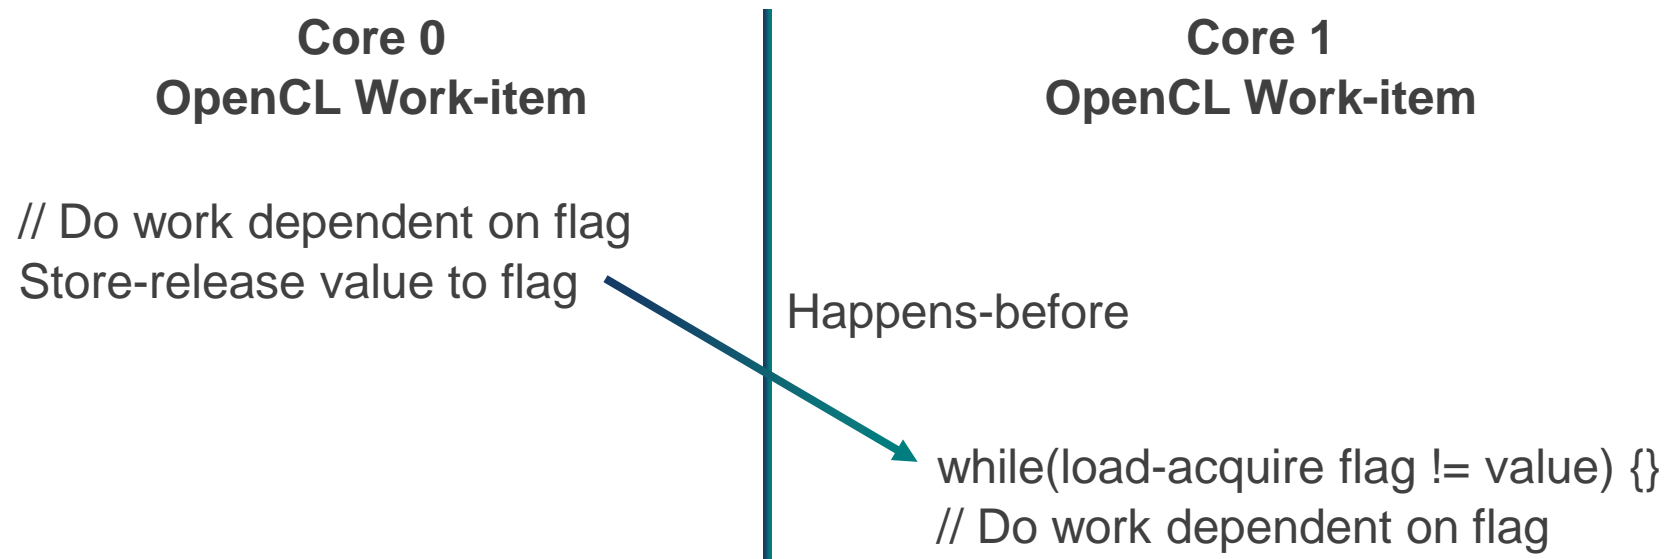 Core 0
OpenCL Work-item
Core 1
OpenCL Work-item
// Do work dependent on flag
Store-release value to flag
Happens-before
while(load-acquire flag != value) {}
// Do work dependent on flag